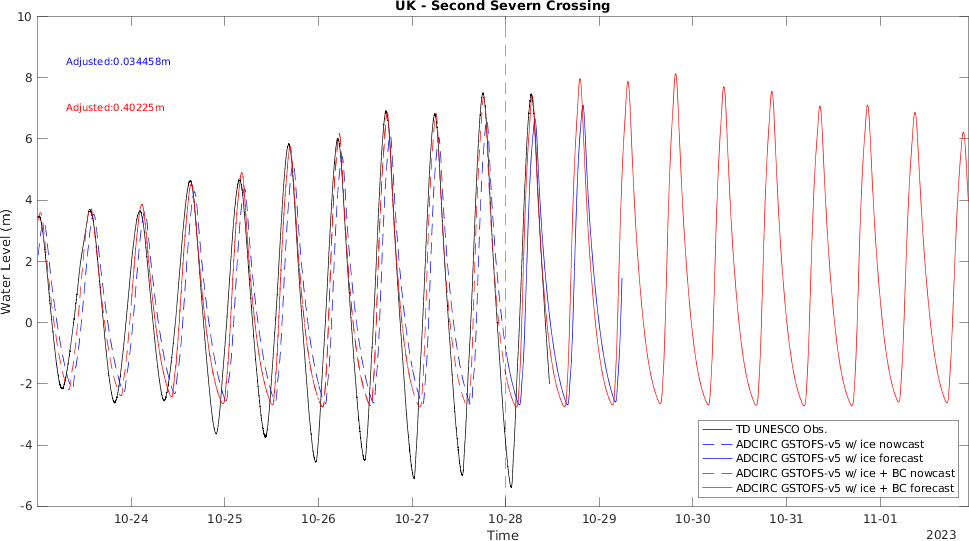 UK - Second Severn Crossing
10
8
6
4
2
0
-2
-4
-6
Water Level (m)
Adjusted:0.034458m
Adjusted:0.40225m
TD UNESCO Obs.
ADCIRC GSTOFS-v5 w/ ice nowcast
ADCIRC GSTOFS-v5 w/ ice forecast
ADCIRC GSTOFS-v5 w/ ice + BC nowcast
ADCIRC GSTOFS-v5 w/ ice + BC forecast
10-24 10-25 10-26 10-27 10-28 10-29 10-30 10-31 11-01
Time
2023